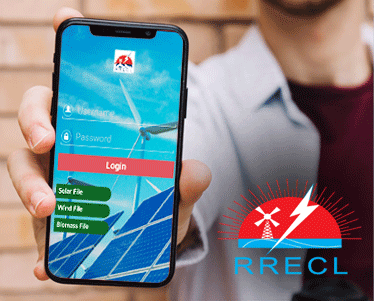 Username
Password
Login
Solar File
Wind File
Biomass File
RRECL